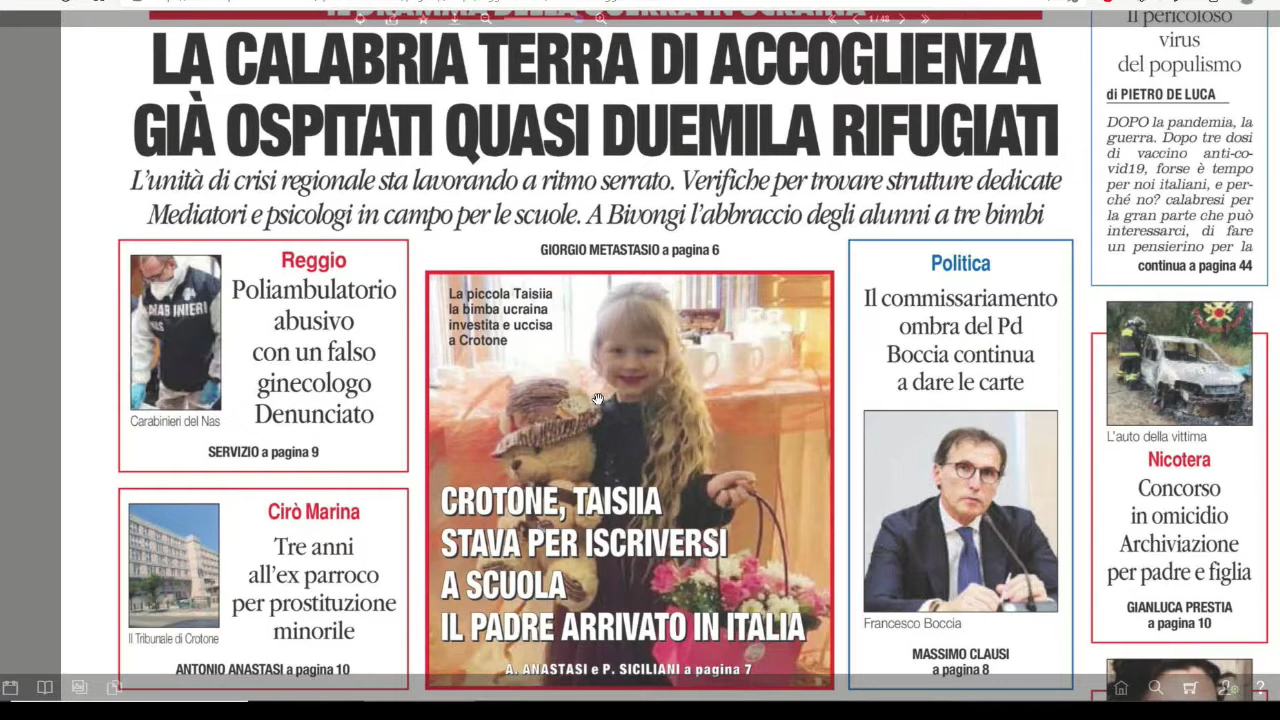 IL DRAMMA DELLA GUERRA IN UCRAINA
1/48
LA CALABRIA TERRA DI ACCOGLIENZA
GIÀ OSPITATI QUASI DUEMILA RIFUGIATI
L'unità di crisi regionale sta lavorando a ritmo serrato. Verifiche per trovare strutture dedicate
Mediatori e psicologi in campo per le scuole. A Bivongi l'abbraccio degli alunni a tre bimbi
GIORGIO METASTASIO a pagina 6
Reggio
Poliambulatorio
abusivo
con un falso
ginecologo
Denunciato
Carabinieri del Nas
SERVIZIO a pagina 9
Cirò Marina
Tre anni
all'ex parroco
per prostituzione
minorile
Il Tribunale di Crotone
ANTONIO ANASTASI a pagina 10
La piccola Taisiia
la bimba ucraina
investita e uccisa
a Crotone
CROTONE, TAISIIA
STAVA PER ISCRIVERSI
A SCUOLA
IL PADRE ARRIVATO IN ITALIA
A. ANASTASI e P. SICILIANI a pagina 7
Politica
Il commissariamento
ombra del Pd
Boccia continua
a dare le carte
Francesco Boccia
MASSIMO CLAUSI
a pagina 8
Il pericoloso
virus
del populismo
di PIETRO DE LUCA
DOPO la pandemia, la
guerra. Dopo tre dosi
di vaccino anti-co-
vid19, forse è tempo
per noi italiani, e per-
ché no? calabresi per
la gran parte che può
interessarci, di fare
un pensierino per la
continua a pagina 44
L'auto della vittima
Nicotera
Concorso
in omicidio
Archiviazione
per padre e figlia
GIANLUCA PRESTIA
a pagina 10